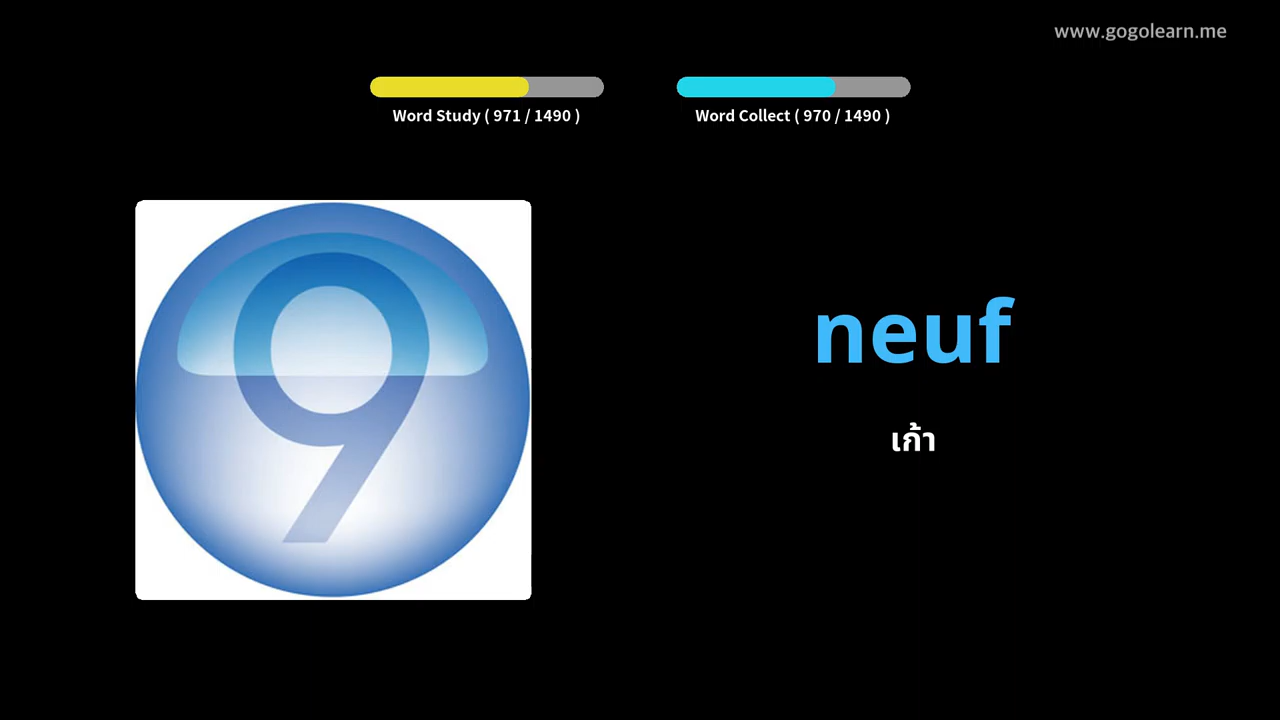 www.gogolearn.me
Word Study ( 971 / 1490 )
Word Collect ( 970 / 1490 )
9
neuf
เก้า